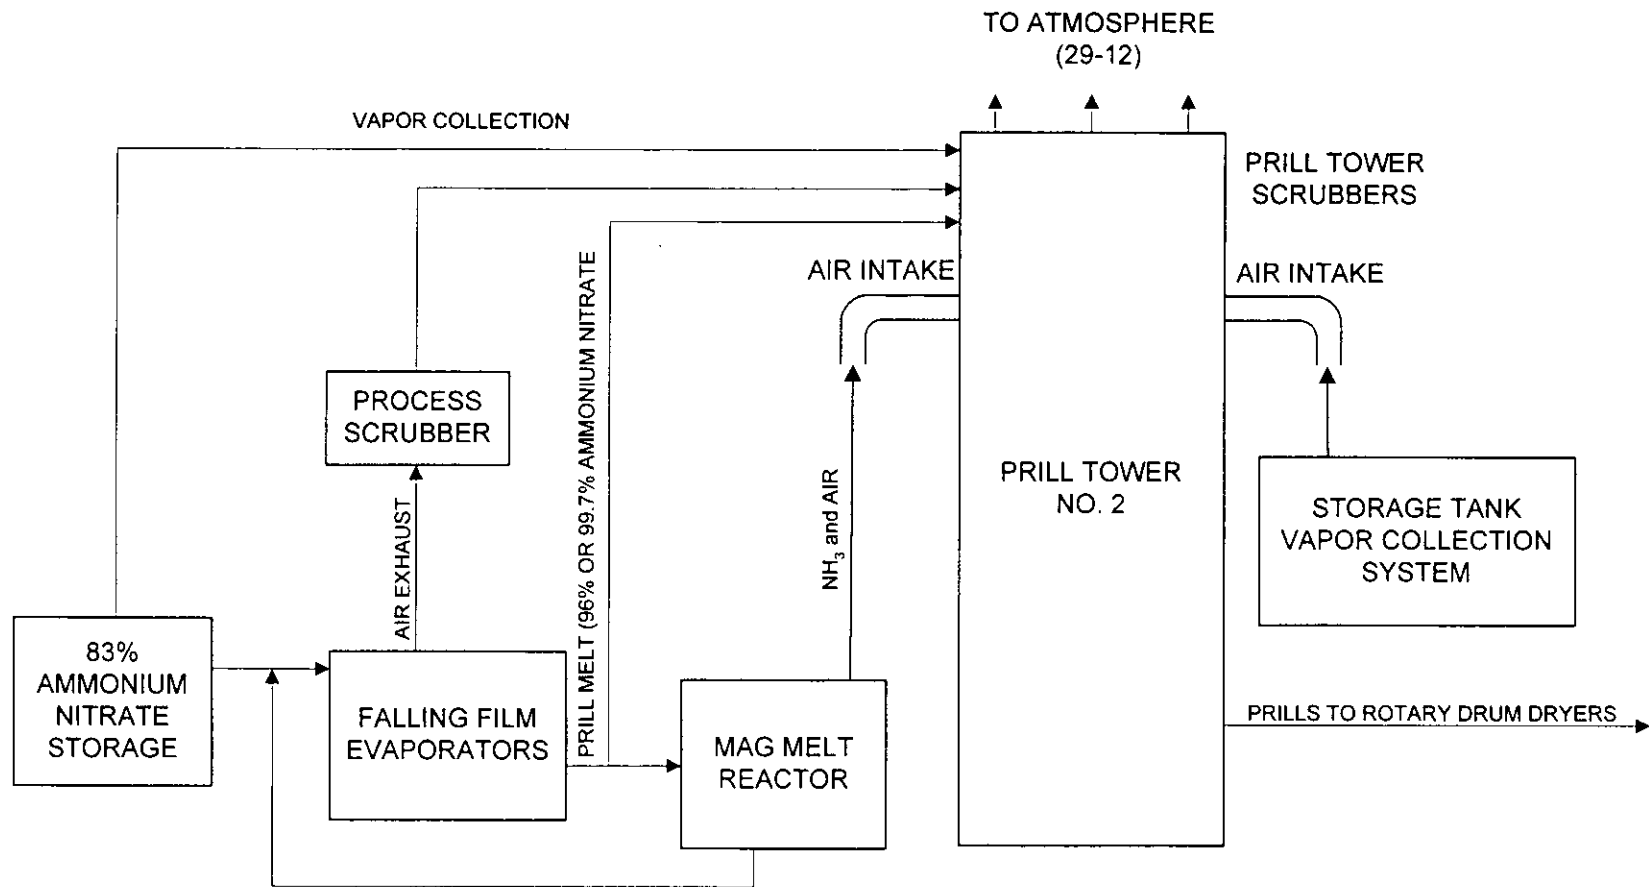 TO ATMOSPHERE
(29-12)
VAPOR COLLECTION
PRILL TOWER
SCRUBBERS
AIR INTAKE
AIR INTAKE
PRILL MELT (96% OR 99.7% AMMONIUM NITRATE
PROCESS
SCRUBBER
AIR EXHAUST
NH₃ and AIR
PRILL TOWER
NO. 2
STORAGE TANK
VAPOR COLLECTION
SYSTEM
83%
AMMONIUM
NITRATE
STORAGE
FALLING FILM
EVAPORATORS
MAG MELT
REACTOR
PRILLS TO ROTARY DRUM DRYERS